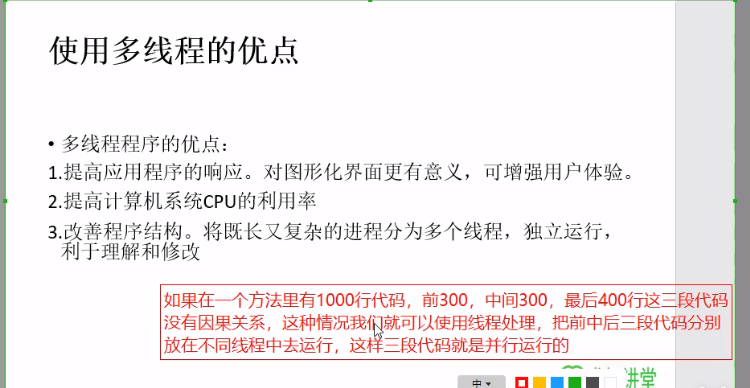 使用多线程的优点
• 多线程程序的优点：
1.提高应用程序的响应。对图形化界面更有意义，可增强用户体验。
2.提高计算机系统CPU的利用率
3.改善程序结构。将既长又复杂的进程分为多个线程，独立运行，
利于理解和修改
如果在一个方法里有1000行代码，前300，中间300，最后400行这三段代码
没有因果关系，这种情况我们就可以使用线程处理，把前中后三段代码分别
放在不同线程中去运行，这样三段代码就是并行运行的
讲堂
中